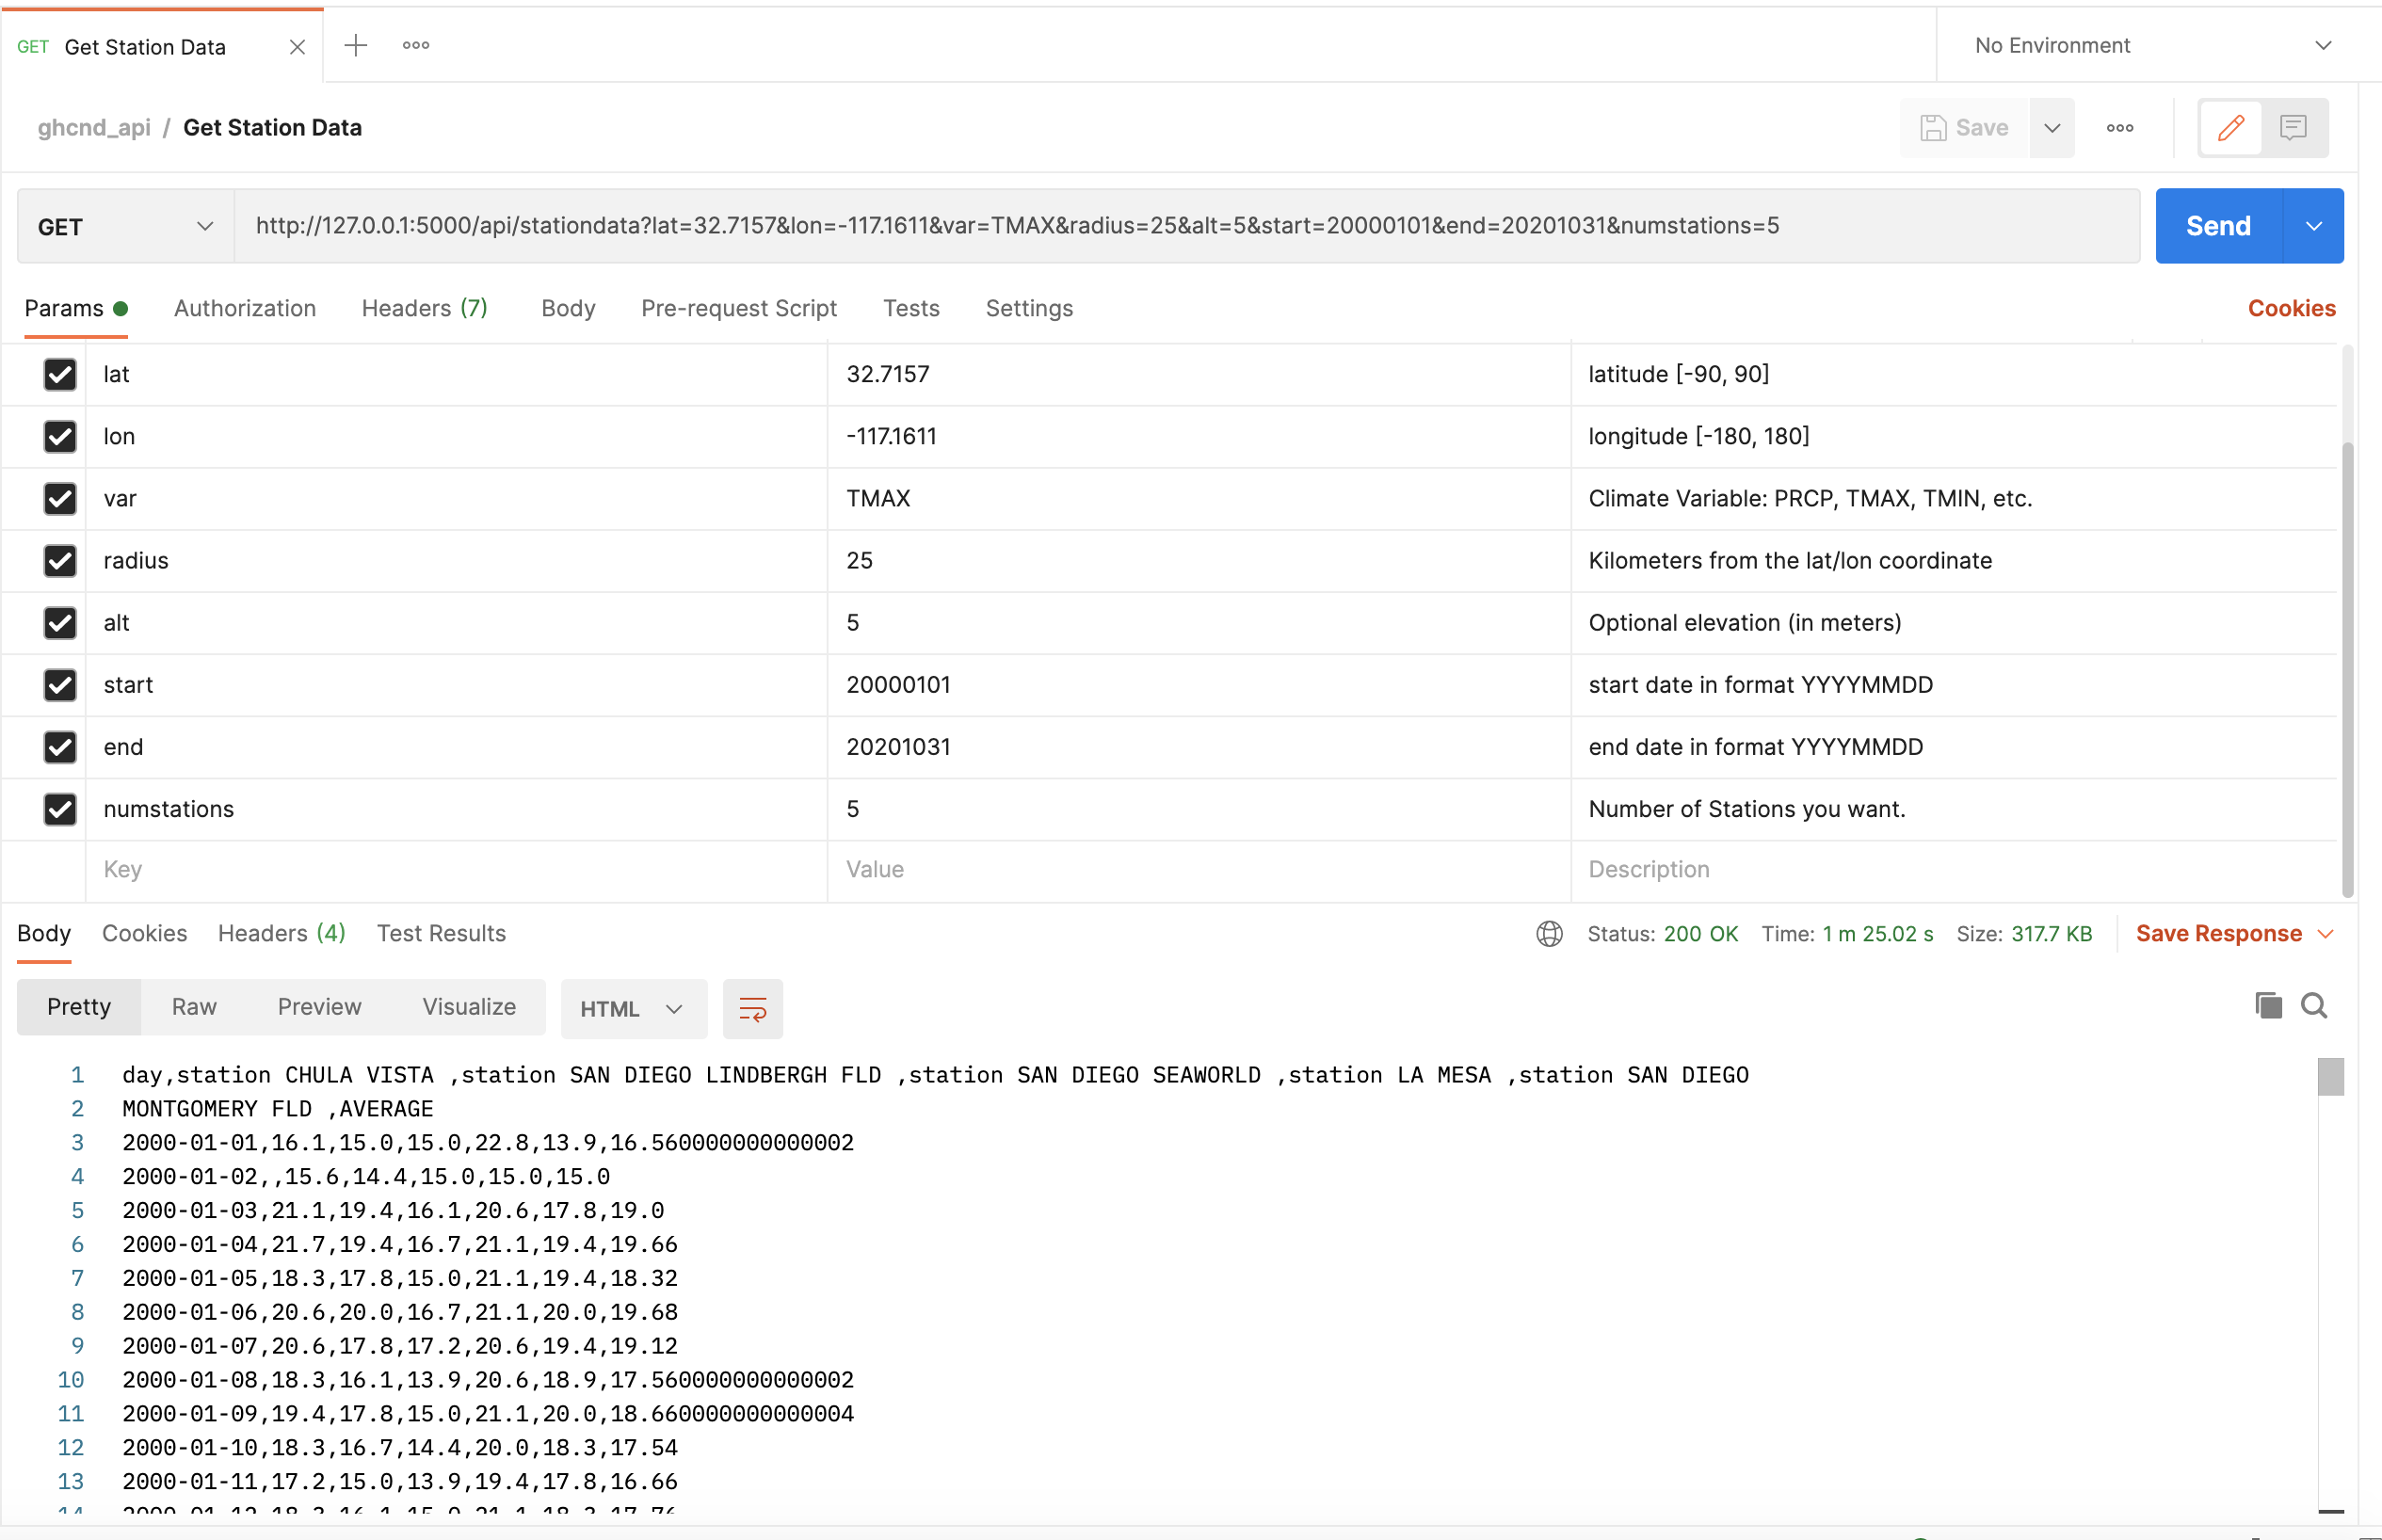 GET Get Station Data
No Environment
ghcnd_api / Get Station Data
Save
GET http://127.0.0.1:5000/api/stationdata?lat=32.7157&lon=-117.1611&var=TMAX&radius=25&alt=5&start=20000101&end=20201031&numstations=5 Send
Params Authorization Headers (7) Body Pre-request Script Tests Settings Cookies
lat 32.7157 latitude [-90, 90]
lon -117.1611 longitude [-180, 180]
var TMAX Climate Variable: PRCP, TMAX, TMIN, etc.
radius 25 Kilometers from the lat/lon coordinate
alt 5 Optional elevation (in meters)
start 20000101 start date in format YYYYMMDD
end 20201031 end date in format YYYYMMDD
numstations 5 Number of Stations you want.
Key Value Description
Body Cookies Headers (4) Test Results Status: 200 OK Time: 1 m 25.02 s Size: 317.7 KB Save Response
Pretty Raw Preview Visualize HTML
1 day,station CHULA VISTA ,station SAN DIEGO LINDBERGH FLD ,station SAN DIEGO SEAWORLD ,station LA MESA ,station SAN DIEGO
2 MONTGOMERY FLD ,AVERAGE
3 2000-01-01,16.1,15.0,15.0,22.8,13.9,16.560000000000002
4 2000-01-02,,15.6,14.4,15.0,15.0,15.0
5 2000-01-03,21.1,19.4,16.1,20.6,17.8,19.0
6 2000-01-04,21.7,19.4,16.7,21.1,19.4,19.66
7 2000-01-05,18.3,17.8,15.0,21.1,19.4,18.32
8 2000-01-06,20.6,20.0,16.7,21.1,20.0,19.68
9 2000-01-07,20.6,17.8,17.2,20.6,19.4,19.12
10 2000-01-08,18.3,16.1,13.9,20.6,18.9,17.560000000000002
11 2000-01-09,19.4,17.8,15.0,21.1,20.0,18.660000000000004
12 2000-01-10,18.3,16.7,14.4,20.0,18.3,17.54
13 2000-01-11,17.2,15.0,13.9,19.4,17.8,16.66